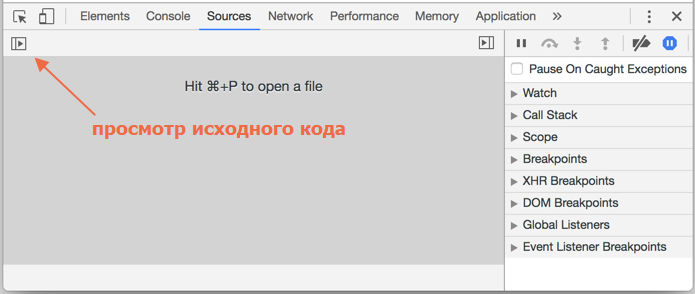 Elements Console Sources Network Performance Memory Application »
Hit ⌘+P to open a file
просмотр исходного кода
Pause On Caught Exceptions
Watch
Call Stack
Scope
Breakpoints
XHR Breakpoints
DOM Breakpoints
Global Listeners
Event Listener Breakpoints